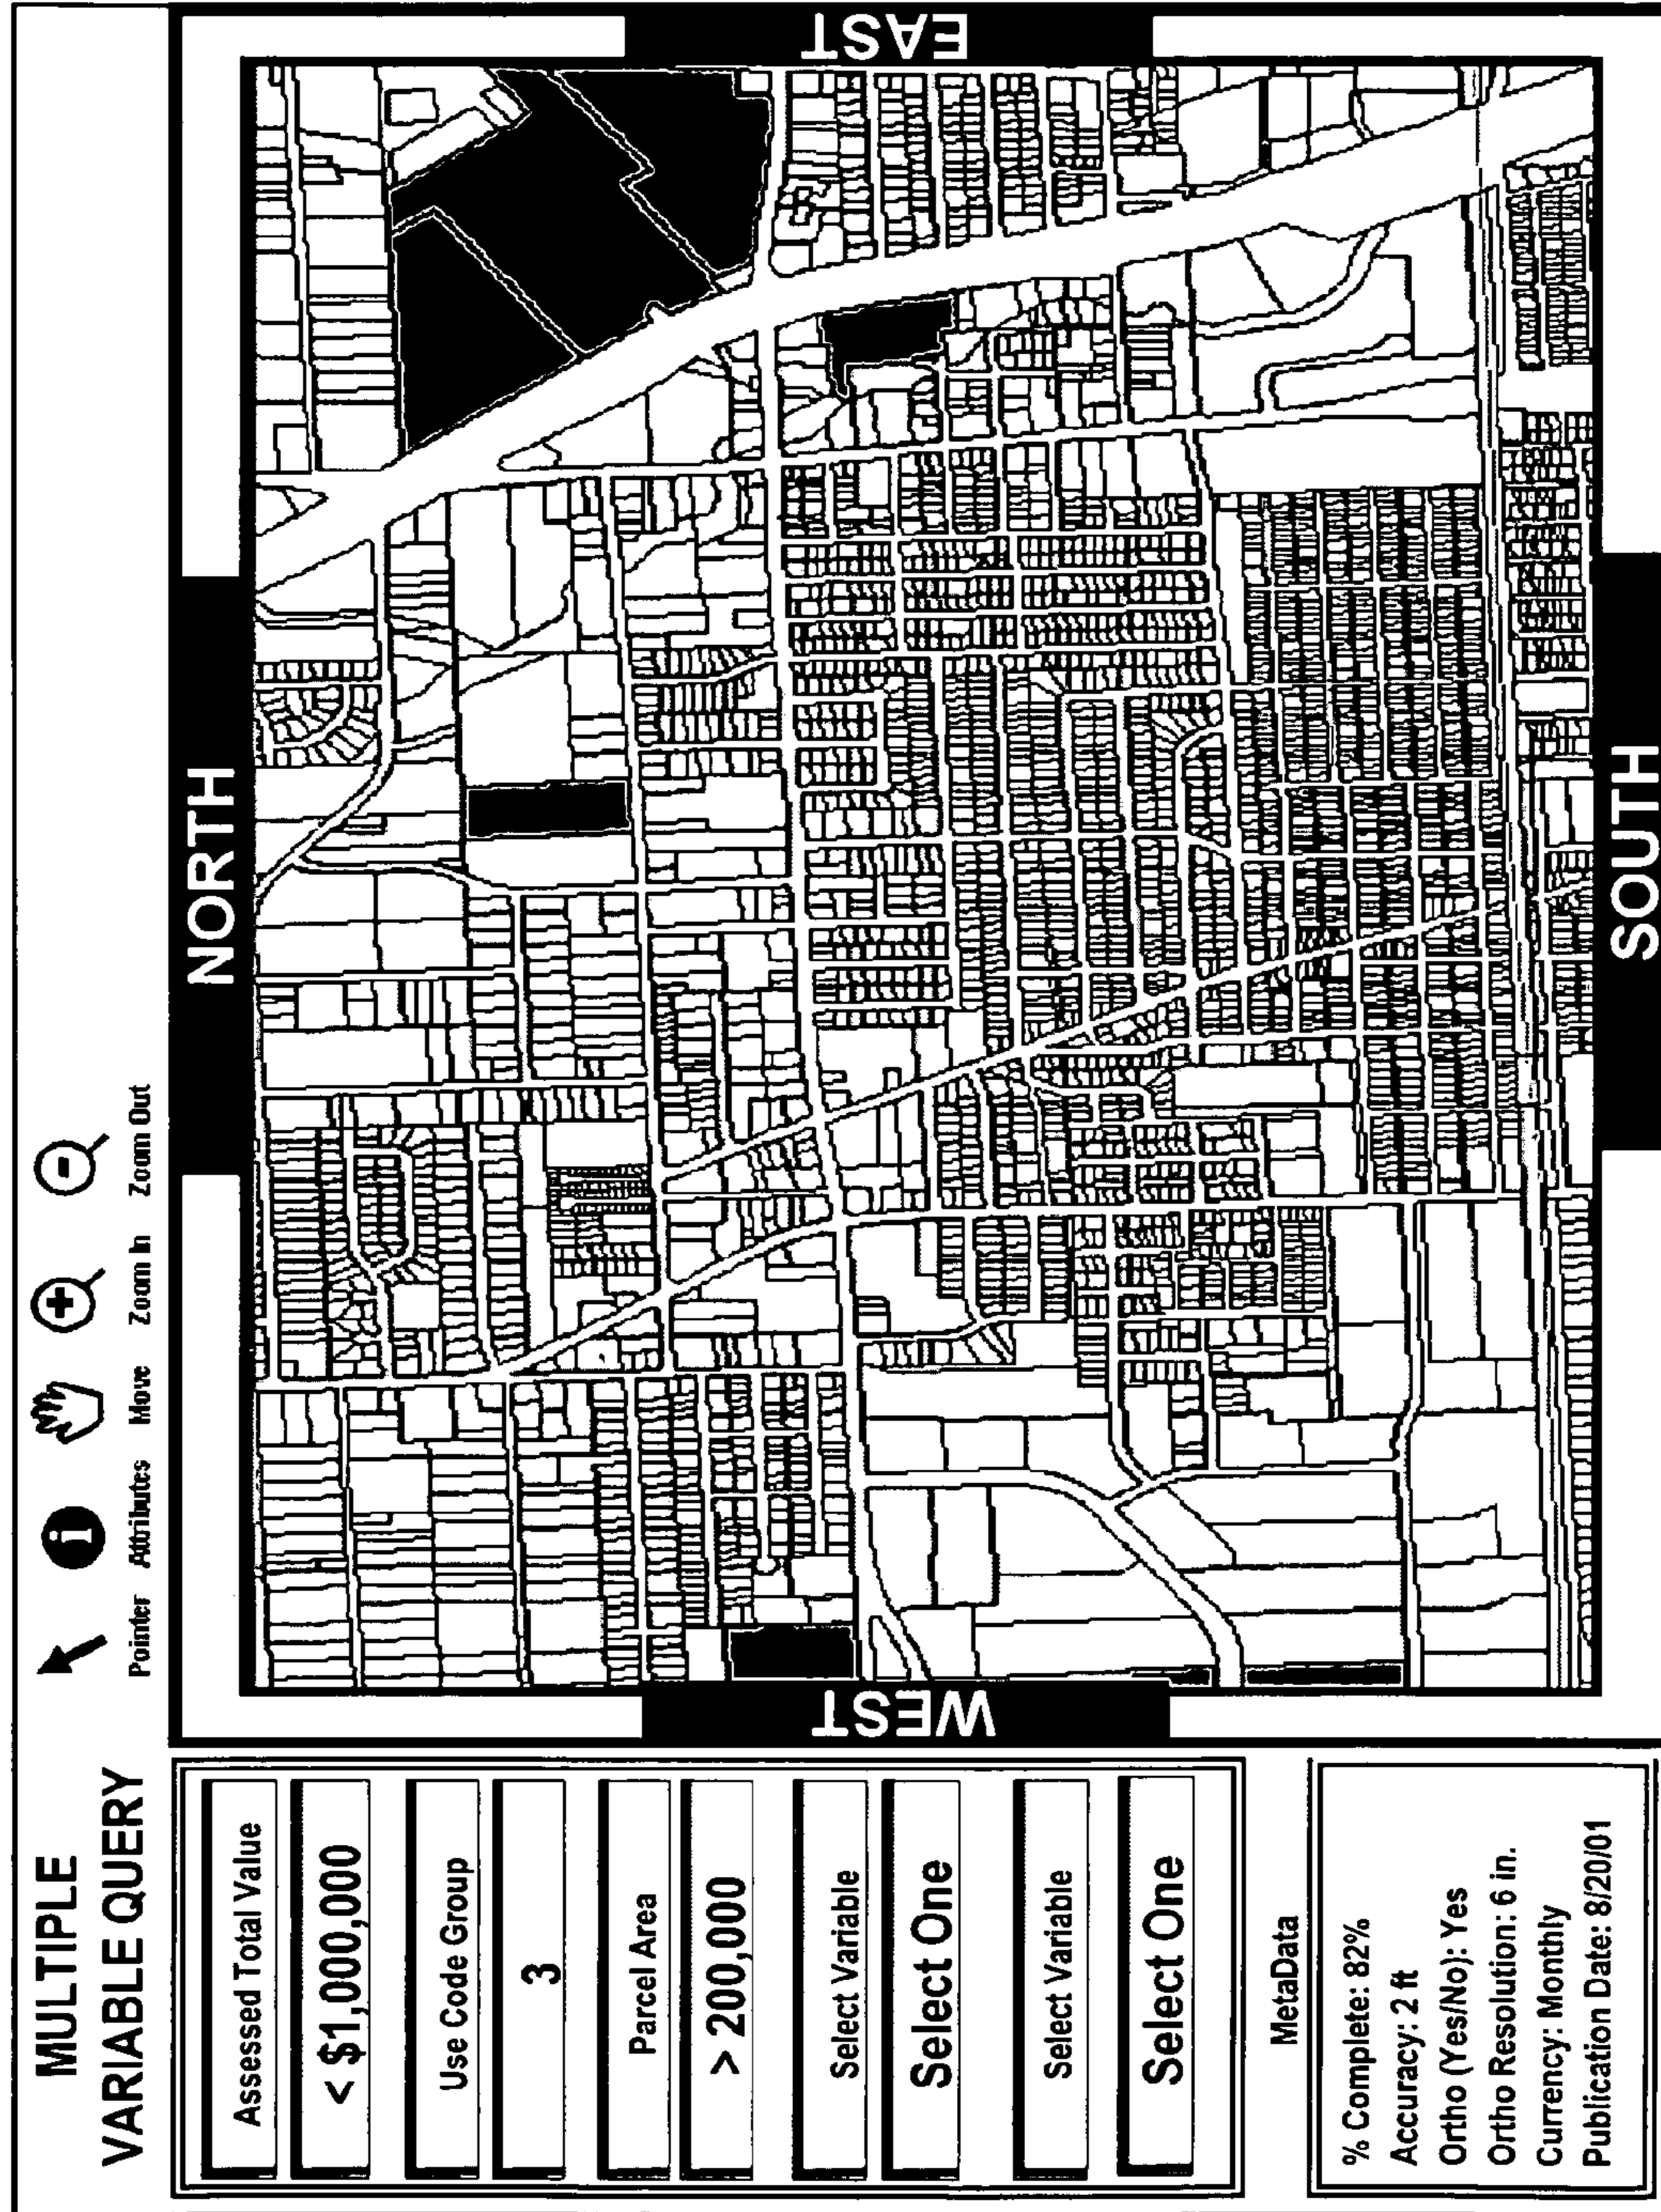 MULTIPLE
VARIABLE QUERY
Pointer Attributes Move Zoom In Zoom Out
Assessed Total Value
< $1,000,000
Use Code Group
3
Parcel Area
> 200,000
Select Variable
Select One
Select Variable
Select One
MetaData
% Complete: 82%
Accuracy: 2 ft
Ortho (Yes/No): Yes
Ortho Resolution: 6 in.
Currency: Monthly
Publication Date: 8/20/01
NORTH
WEST
EAST
SOUTH